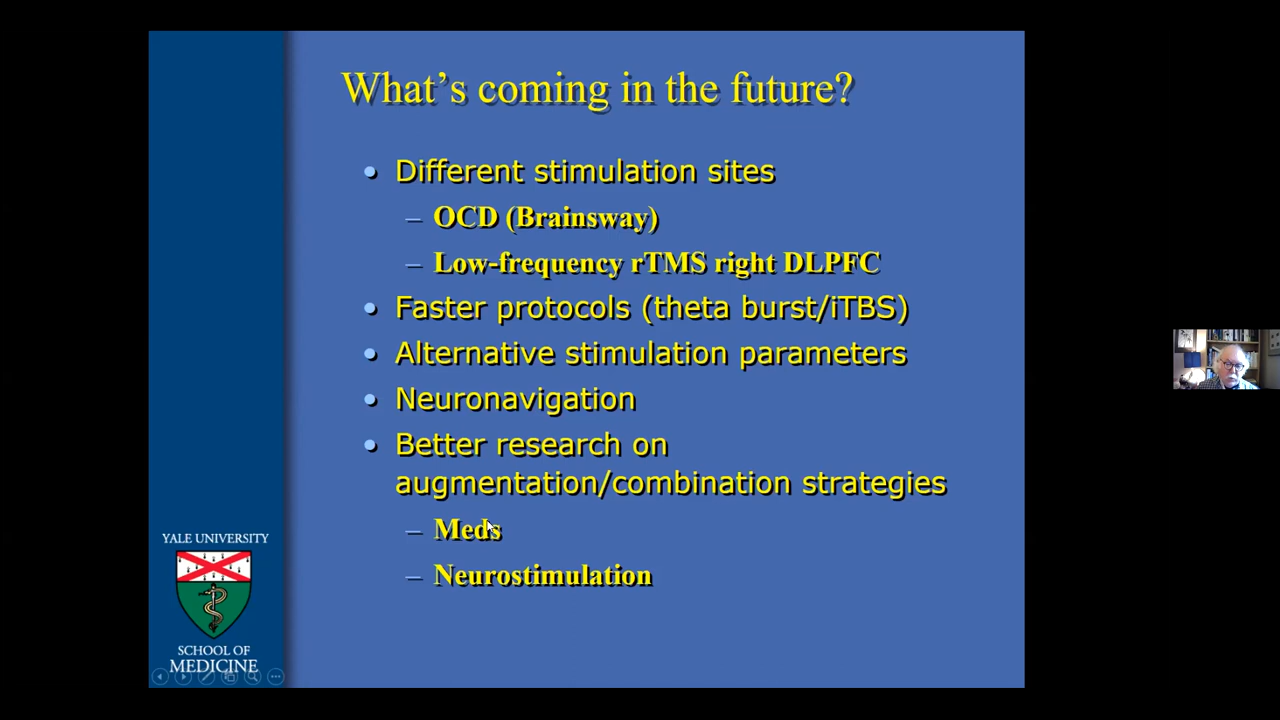 What's coming in the future?
• Different stimulation sites
– OCD (Brainsway)
– Low-frequency rTMS right DLPFC
• Faster protocols (theta burst/iTBS)
• Alternative stimulation parameters
• Neuronavigation
• Better research on
augmentation/combination strategies
– Meds
– Neurostimulation
YALE UNIVERSITY
SCHOOL OF
MEDICINE